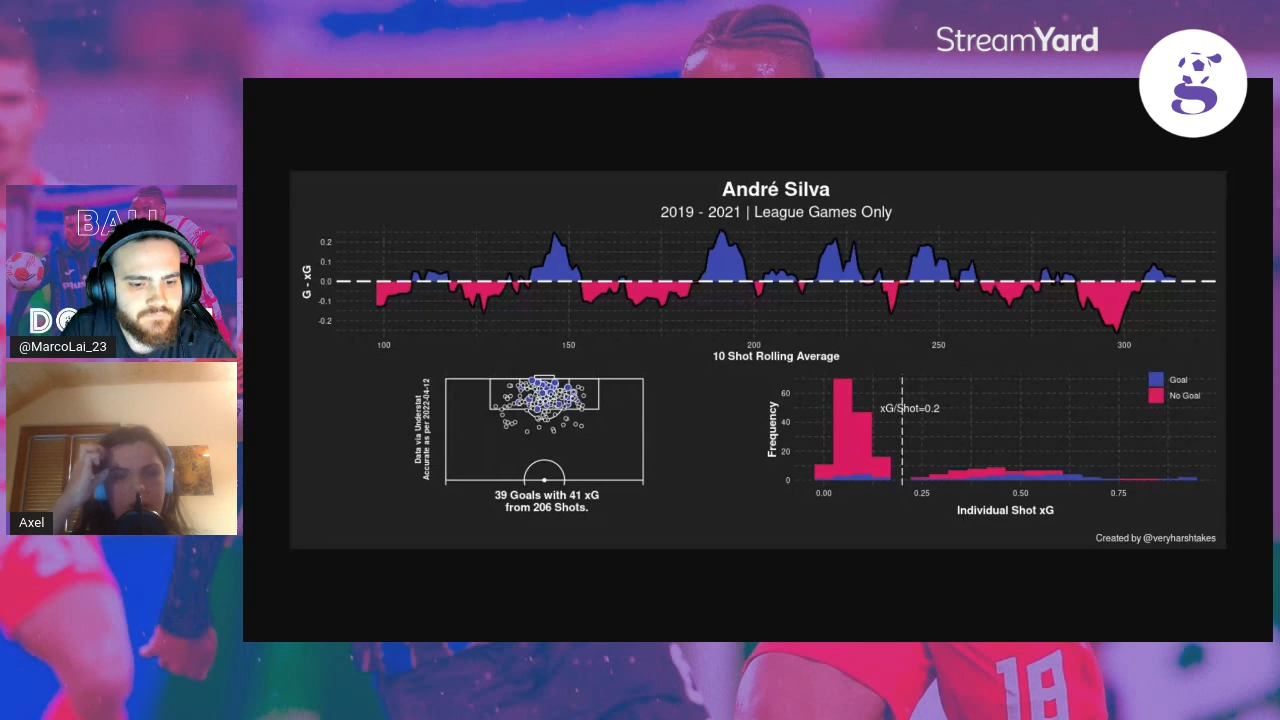 StreamYard
BALL
DO
@MarcoLai_23
Axel
André Silva
2019 - 2021 | League Games Only
G - xG
0.2
0.1
0.0
-0.1
-0.2
100
150
200
250
300
10 Shot Rolling Average
Data via Understat
Accurate as per 2022-04-12
39 Goals with 41 xG
from 206 Shots.
Frequency
60
40
20
0
xG/Shot=0.2
Goal
No Goal
0.00
0.25
0.50
0.75
Individual Shot xG
Created by @veryharshtakes
18